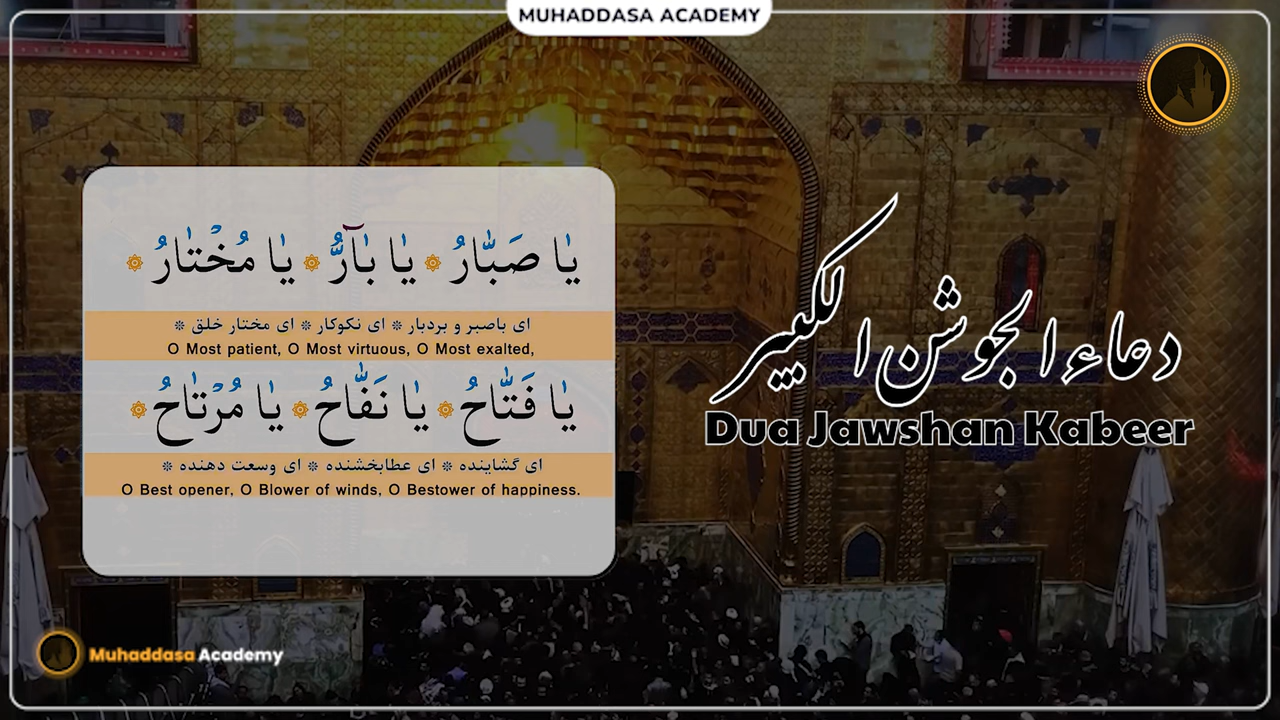 MUHADDASA ACADEMY
يٰا صَبّٰارُ ۞ يٰا بٰآرُّ ۞ يٰا مُخْتٰارُ ۞
ای باصبر و بردبار * ای نکوکار * ای مختار خلق *
O Most patient, O Most virtuous, O Most exalted,
يٰا فَتّٰاحُ ۞ يٰا نَفّٰاحُ ۞ يٰا مُرْتٰاحُ ۞
ای گشاینده * ای عطابخشنده * ای وسعت دهنده *
O Best opener, O Blower of winds, O Bestower of happiness.
دعاء الجوشن الكبير
Dua Jawshan Kabeer
Muhaddasa Academy